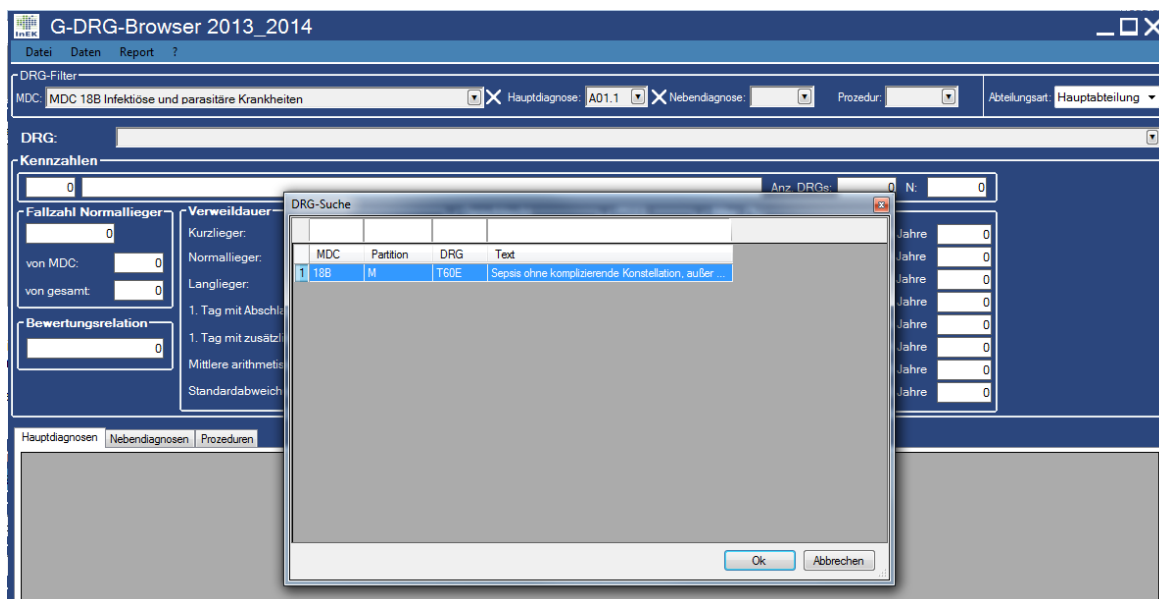 InEK G-DRG-Browser 2013_2014
Datei Daten Report ?
DRG-Filter
MDC: MDC 18B Infektiöse und parasitäre Krankheiten Hauptdiagnose: A01.1 Nebendiagnose: Prozedur: Abteilungsart: Hauptabteilung
DRG:
Kennzahlen
0 Anz. DRGs: 0 N: 0
Fallzahl Normallieger
0
von MDC: 0
von gesamt: 0
Bewertungsrelation
0
Verweildauer
Kurzlieger:
Normallieger:
Langlieger:
1. Tag mit Abschla
1. Tag mit zusätzli
Mittlere arithmetis
Standardabweich
DRG-Suche
MDC Partition DRG Text
1 18B M T60E Sepsis ohne komplizierende Konstellation, außer ...
Ok Abbrechen
Jahre 0
Jahre 0
Jahre 0
Jahre 0
Jahre 0
Jahre 0
Jahre 0
Jahre 0
Hauptdiagnosen Nebendiagnosen Prozeduren